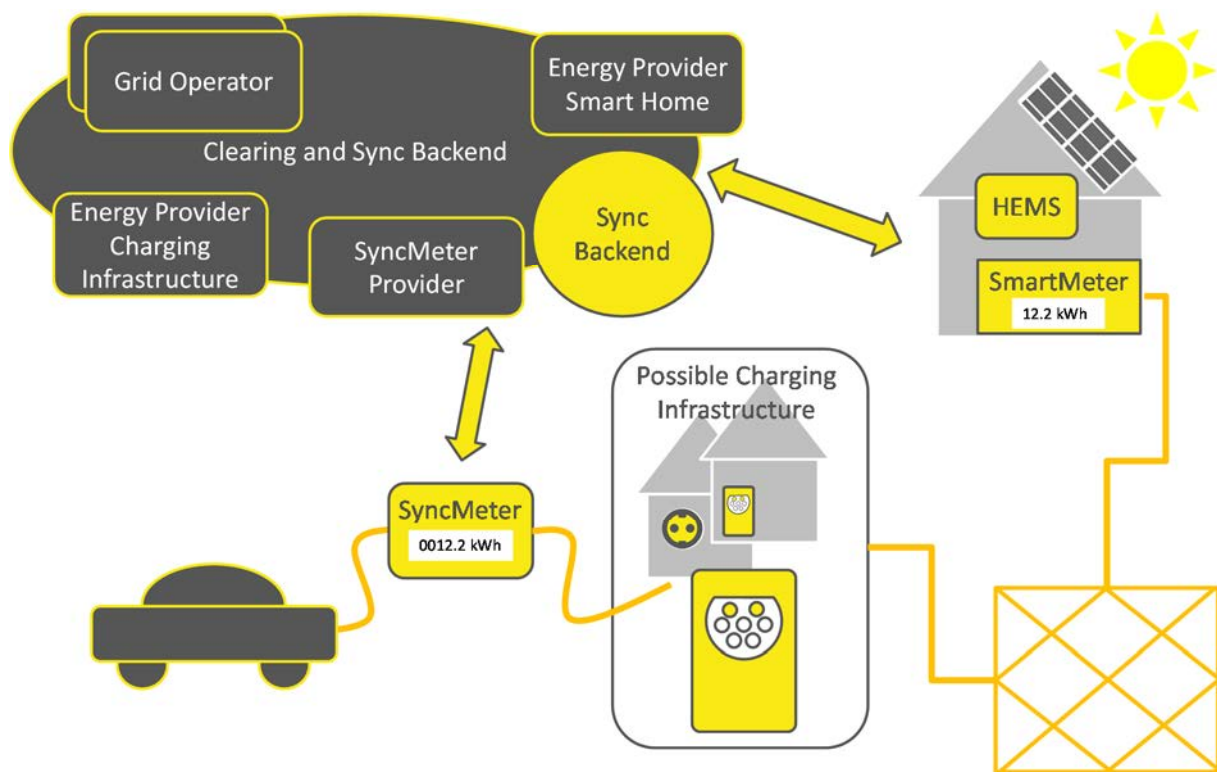 Grid Operator
Energy Provider
Smart Home
Clearing and Sync Backend
Energy Provider
Charging
Infrastructure
SyncMeter
Provider
Sync
Backend
HEMS
SmartMeter
12.2 kWh
Possible Charging
Infrastructure
SyncMeter
0012.2 kWh